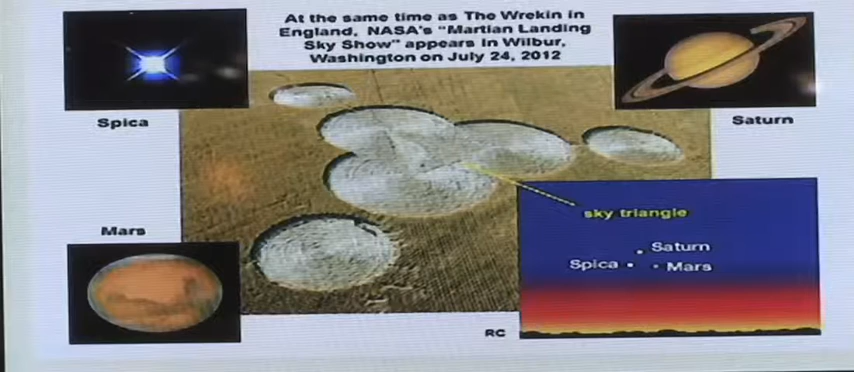 At the same time as The Wrekin in
England, NASA's "Martian Landing
Sky Show" appears in Wilbur,
Washington on July 24, 2012
Spica
Saturn
sky triangle
Mars
Saturn
Spica
Mars
RC